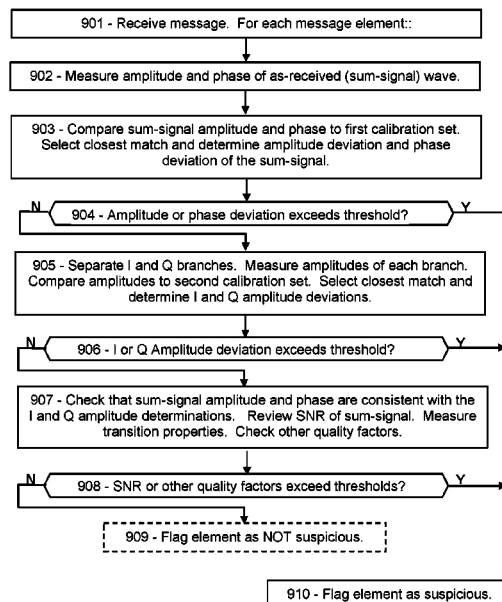 901 - Receive message.  For each message element::
902 - Measure amplitude and phase of as-received (sum-signal) wave.
903 - Compare sum-signal amplitude and phase to first calibration set.
Select closest match and determine amplitude deviation and phase
deviation of the sum-signal.
N
904 - Amplitude or phase deviation exceeds threshold?
Y
905 - Separate I and Q branches.  Measure amplitudes of each branch.
Compare amplitudes to second calibration set.  Select closest match and
determine I and Q amplitude deviations.
N
906 - I or Q Amplitude deviation exceeds threshold?
Y
907 - Check that sum-signal amplitude and phase are consistent with the
I and Q amplitude determinations.   Review SNR of sum-signal.  Measure
transition properties.  Check other quality factors.
N
908 - SNR or other quality factors exceed thresholds?
Y
909 - Flag element as NOT suspicious.
910 - Flag element as suspicious.